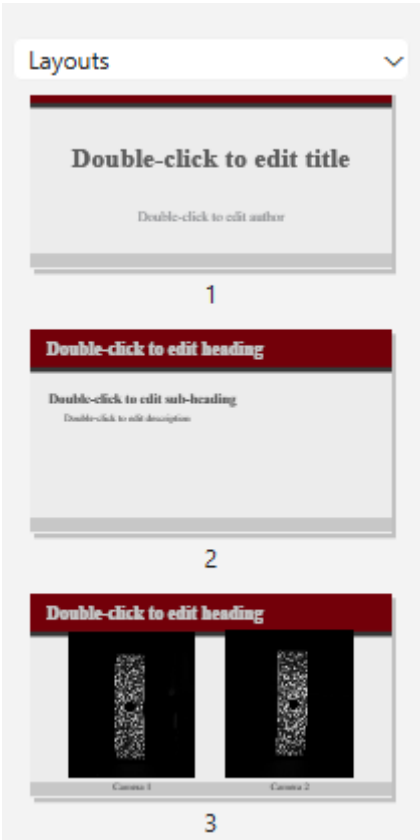 Layouts
Double-click to edit title
Double-click to edit author
1
Double-click to edit heading
Double-click to edit sub-heading
Double-click to edit description
2
Double-click to edit heading
Camera 1
Camera 2
3